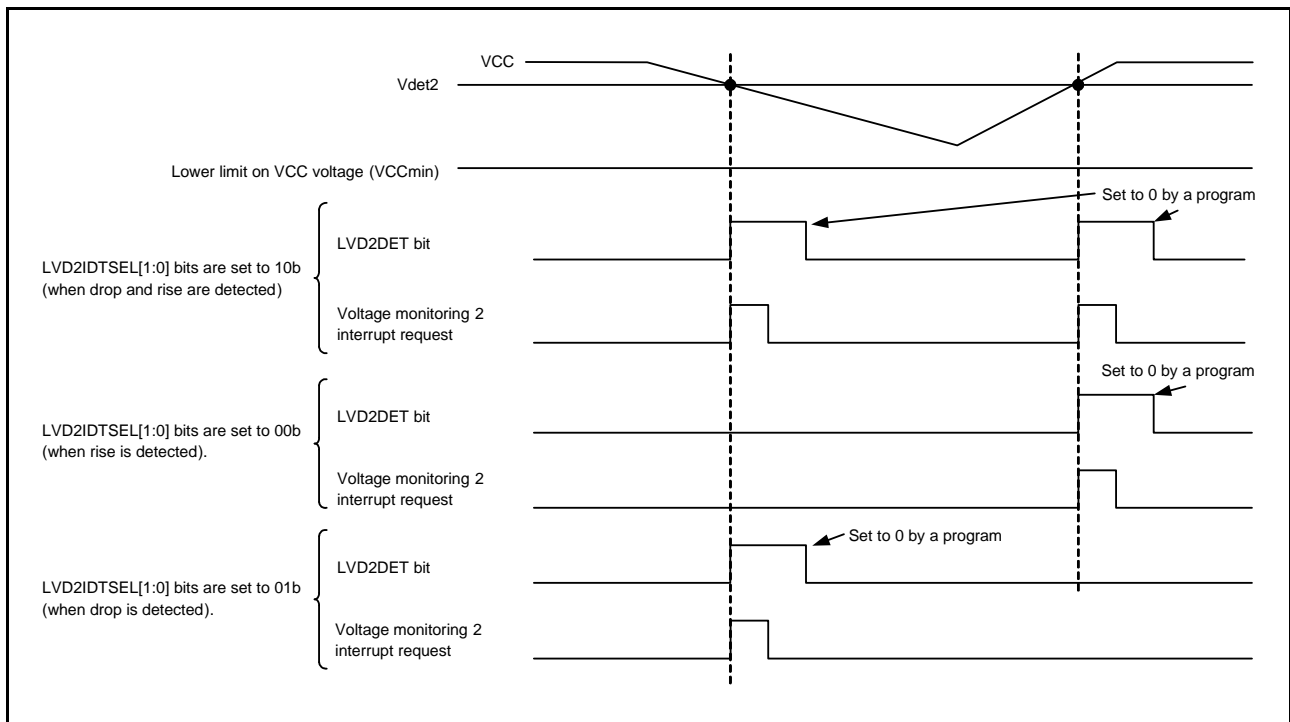 VCC
Vdet2
Lower limit on VCC voltage (VCCmin)
Set to 0 by a program
LVD2DET bit
LVD2IDTSEL[1:0] bits are set to 10b
(when drop and rise are detected)
Voltage monitoring 2
interrupt request
Set to 0 by a program
LVD2DET bit
LVD2IDTSEL[1:0] bits are set to 00b
(when rise is detected).
Voltage monitoring 2
interrupt request
Set to 0 by a program
LVD2DET bit
LVD2IDTSEL[1:0] bits are set to 01b
(when drop is detected).
Voltage monitoring 2
interrupt request